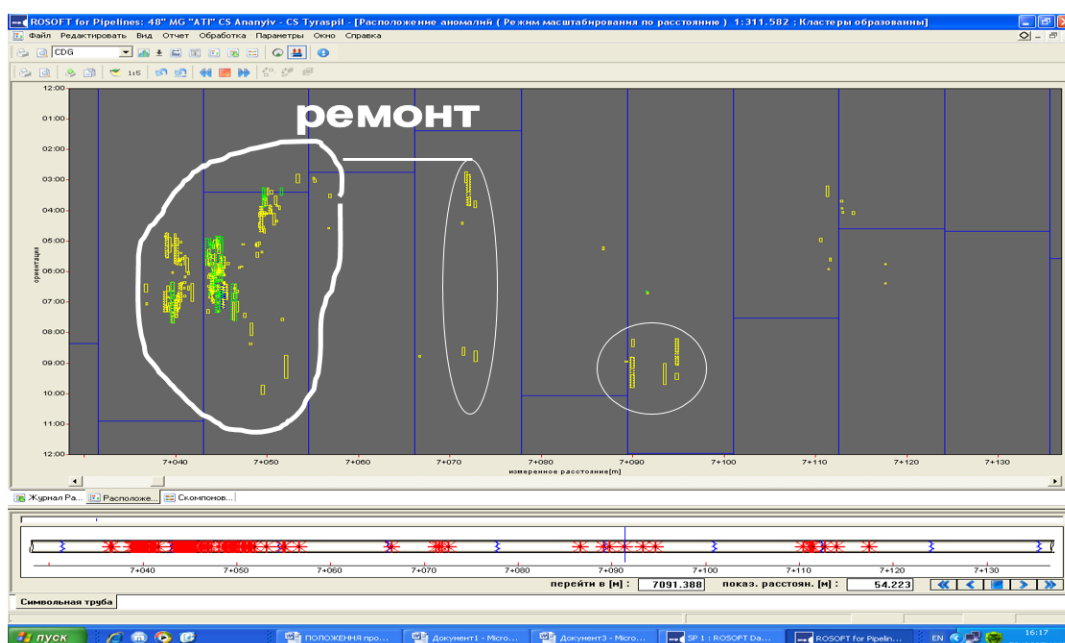 ROSOFT for Pipelines: 48" MG "ATI" CS Ananyiv - CS Tyraspil - [Расположение аномалий ( Режим масштабирования по расстоянию ) 1:311.582 ; Кластеры образованны]
Файл Редактировать Вид Отчет Обработка Параметры Окно Справка
CDG
1:5
ремонт
12:00
01:00
02:00
03:00
04:00
05:00
06:00
07:00
08:00
09:00
10:00
11:00
12:00
ориентация
7+040 7+050 7+060 7+070 7+080 7+090 7+100 7+110 7+120 7+130
измеренное расстояние[m]
Журнал Ра... Расположе... Скомпонов...
7+040 7+050 7+060 7+070 7+080 7+090 7+100 7+110 7+120 7+130
перейти в [м] : 7091.388 показ. расстоян. [м] : 54.223
Символьная труба
пуск ПОЛОЖЕННЯ про... Документ1 - Micro... Документ3 - Micro... SP 1 : ROSOFT Da... ROSOFT for Pipelin... EN 16:17